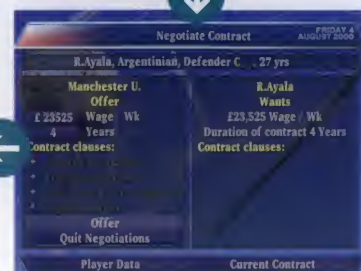 Negotiate Contract
FRIDAY 4
AUGUST 2000
R.Ayala, Argentinian, Defender C , 27 yrs
Manchester U.
Offer
£ 23525 Wage Wk
4 Years
Contract clauses:
R.Ayala
Wants
£23,525 Wage / Wk
Duration of contract 4 Years
Contract clauses:
Offer
Quit Negotiations
Player Data
Current Contract